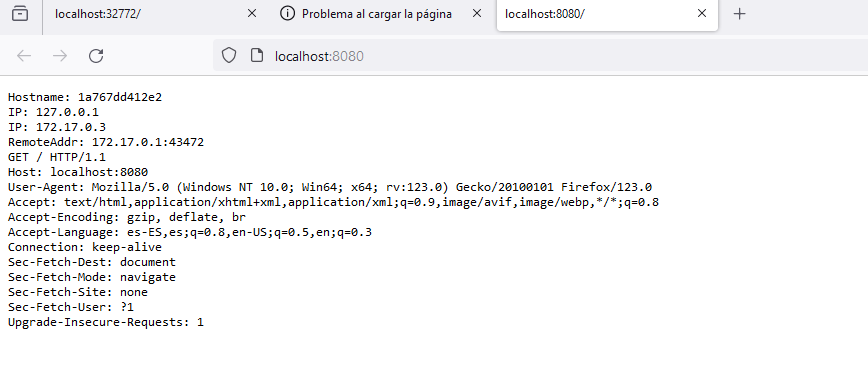 localhost:32772/
Problema al cargar la página
localhost:8080/
localhost:8080
Hostname: 1a767dd412e2
IP: 127.0.0.1
IP: 172.17.0.3
RemoteAddr: 172.17.0.1:43472
GET / HTTP/1.1
Host: localhost:8080
User-Agent: Mozilla/5.0 (Windows NT 10.0; Win64; x64; rv:123.0) Gecko/20100101 Firefox/123.0
Accept: text/html,application/xhtml+xml,application/xml;q=0.9,image/avif,image/webp,*/*;q=0.8
Accept-Encoding: gzip, deflate, br
Accept-Language: es-ES,es;q=0.8,en-US;q=0.5,en;q=0.3
Connection: keep-alive
Sec-Fetch-Dest: document
Sec-Fetch-Mode: navigate
Sec-Fetch-Site: none
Sec-Fetch-User: ?1
Upgrade-Insecure-Requests: 1